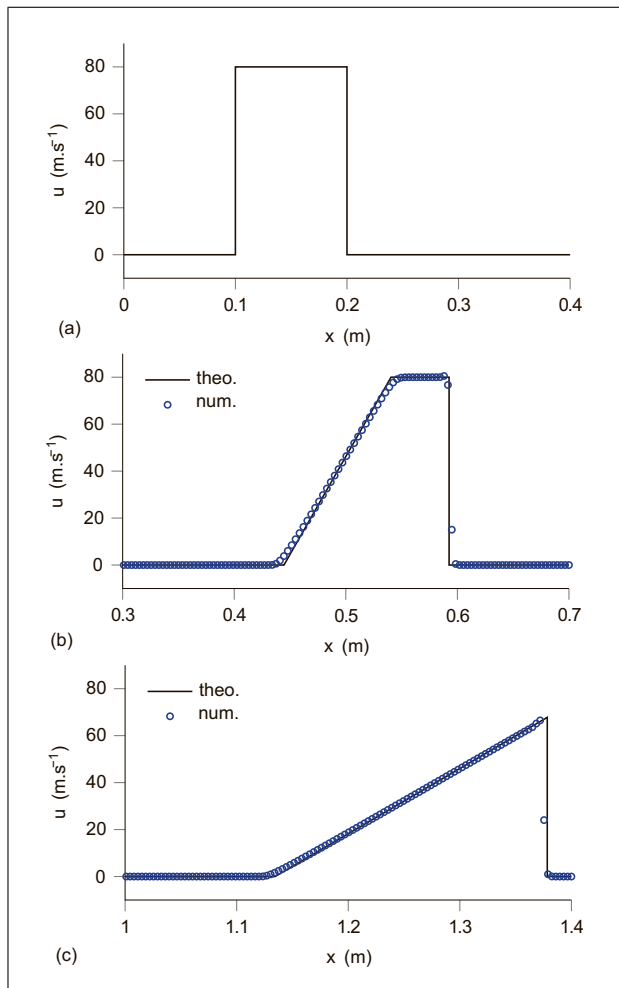 80
60
40
20
0
u (m.s⁻¹)
0 0.1 0.2 0.3 0.4
(a)
x (m)
80
60
40
20
0
u (m.s⁻¹)
theo.
num.
0.3 0.4 0.5 0.6 0.7
(b)
x (m)
80
60
40
20
0
u (m.s⁻¹)
theo.
num.
1 1.1 1.2 1.3 1.4
(c)
x (m)